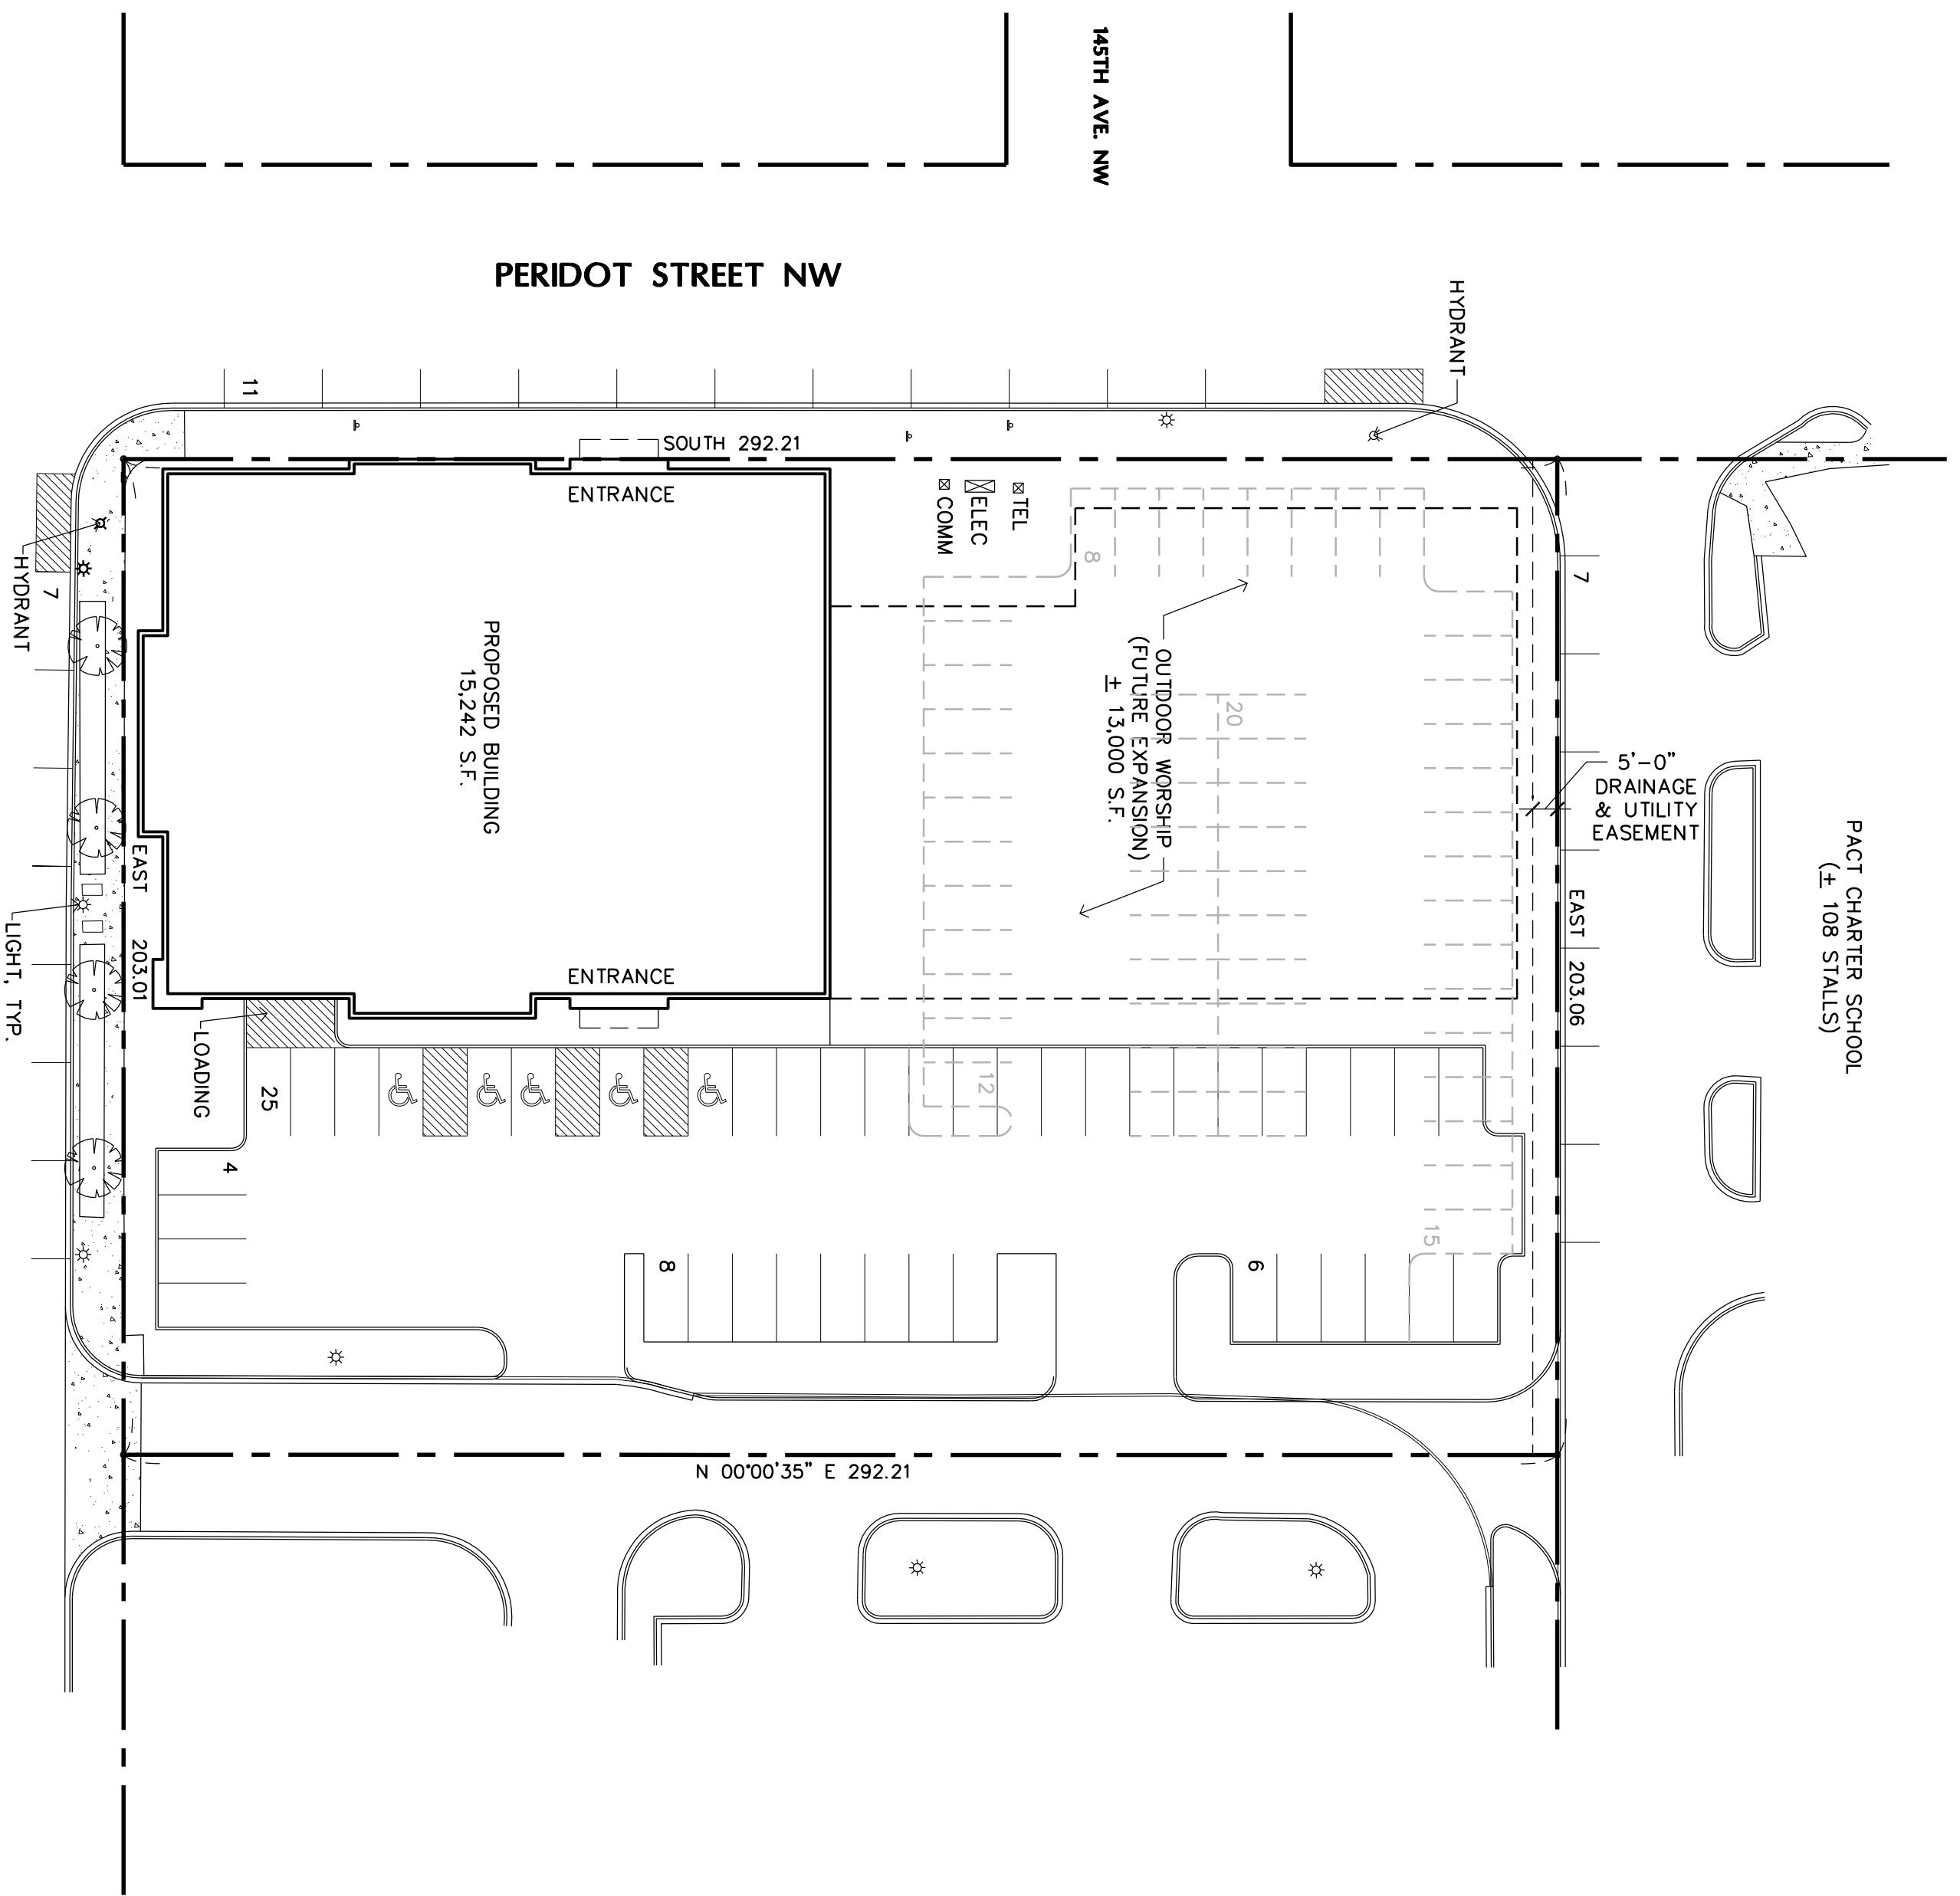 145TH AVE. NW
PERIDOT STREET NW
HYDRANT
11
SOUTH 292.21
ENTRANCE
TEL
ELEC
COMM
8
7
HYDRANT
7
PROPOSED BUILDING
15,242 S.F.
OUTDOOR WORSHIP
(FUTURE EXPANSION)
± 13,000 S.F.
20
5'-0"
DRAINAGE
& UTILITY
EASEMENT
PACT CHARTER SCHOOL
(± 108 STALLS)
EAST 203.01
EAST 203.06
LIGHT, TYP.
ENTRANCE
LOADING
25
12
4
8
6
15
N 00°00'35" E 292.21